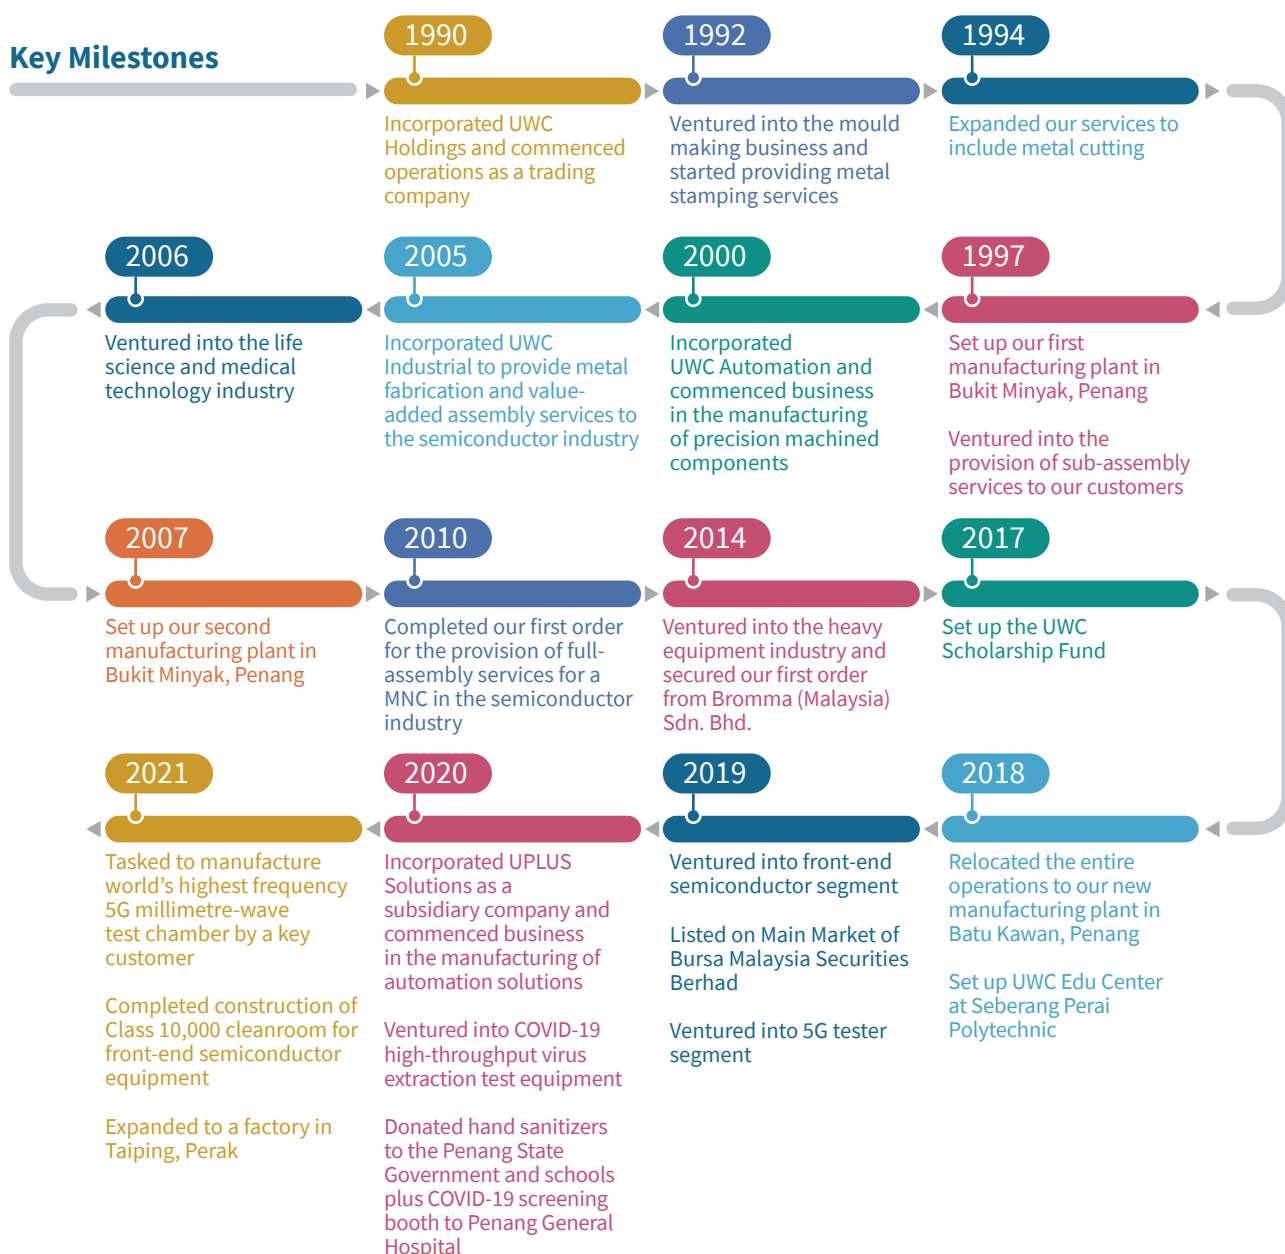 Key Milestones
1990
Incorporated UWC
Holdings and commenced
operations as a trading
company
1992
Ventured into the mould
making business and
started providing metal
stamping services
1994
Expanded our services to
include metal cutting
1997
Set up our first
manufacturing plant in
Bukit Minyak, Penang
Ventured into the
provision of sub-assembly
services to our customers
2000
Incorporated
UWC Automation and
commenced business
in the manufacturing
of precision machined
components
2005
Incorporated UWC
Industrial to provide metal
fabrication and value-
added assembly services to
the semiconductor industry
2006
Ventured into the life
science and medical
technology industry
2007
Set up our second
manufacturing plant in
Bukit Minyak, Penang
2010
Completed our first order
for the provision of full-
assembly services for a
MNC in the semiconductor
industry
2014
Ventured into the heavy
equipment industry and
secured our first order
from Bromma (Malaysia)
Sdn. Bhd.
2017
Set up the UWC
Scholarship Fund
2018
Relocated the entire
operations to our new
manufacturing plant in
Batu Kawan, Penang
Set up UWC Edu Center
at Seberang Perai
Polytechnic
2019
Ventured into front-end
semiconductor segment
Listed on Main Market of
Bursa Malaysia Securities
Berhad
Ventured into 5G tester
segment
2020
Incorporated UPLUS
Solutions as a
subsidiary company and
commenced business
in the manufacturing of
automation solutions
Ventured into COVID-19
high-throughput virus
extraction test equipment
Donated hand sanitizers
to the Penang State
Government and schools
plus COVID-19 screening
booth to Penang General
Hospital
2021
Tasked to manufacture
world’s highest frequency
5G millimetre-wave
test chamber by a key
customer
Completed construction of
Class 10,000 cleanroom for
front-end semiconductor
equipment
Expanded to a factory in
Taiping, Perak